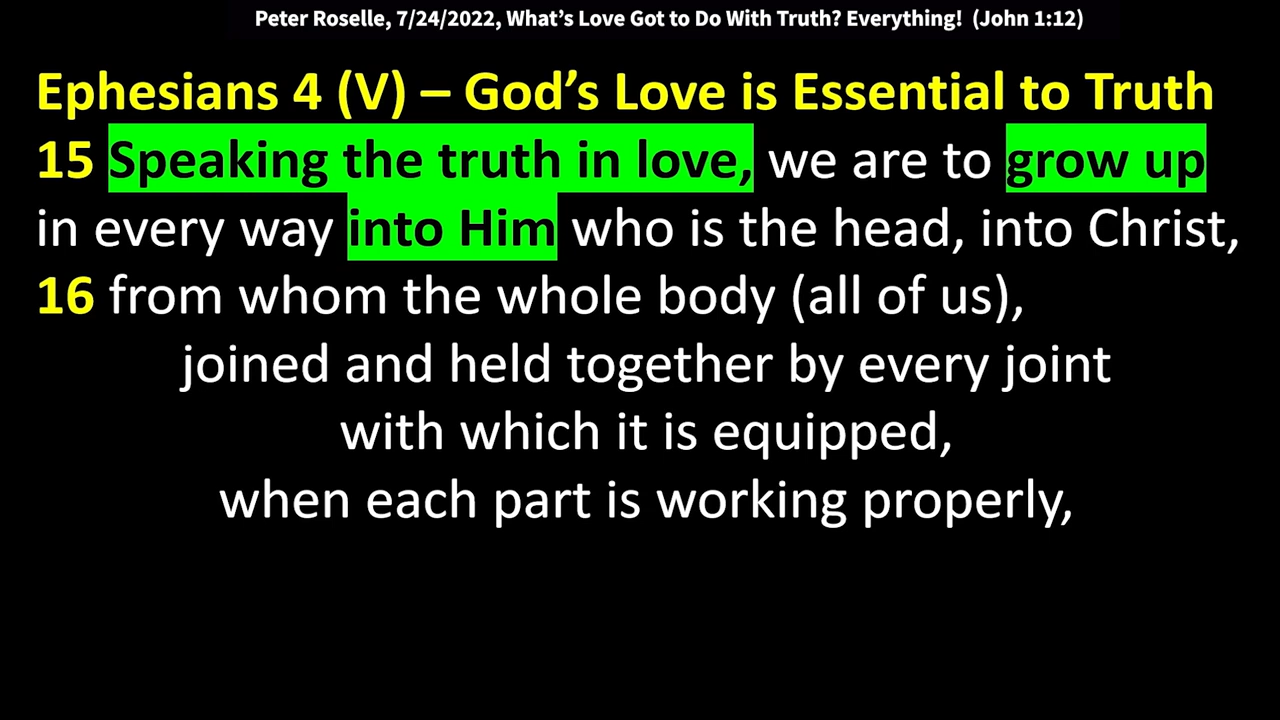 Peter Roselle, 7/24/2022, What’s Love Got to Do With Truth? Everything!  (John 1:12)
Ephesians 4 (V) – God’s Love is Essential to Truth
15 Speaking the truth in love, we are to grow up
in every way into Him who is the head, into Christ,
16 from whom the whole body (all of us),
joined and held together by every joint
with which it is equipped,
when each part is working properly,